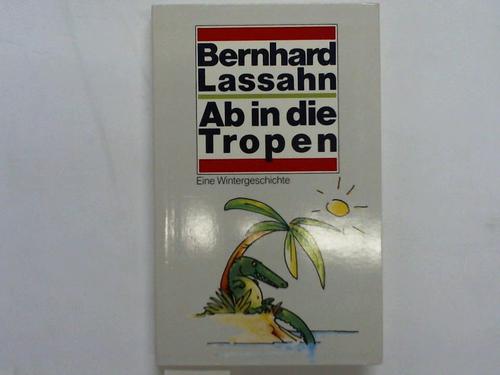 Bernhard
Lassahn
Ab in die
Tropen
Eine Wintergeschichte